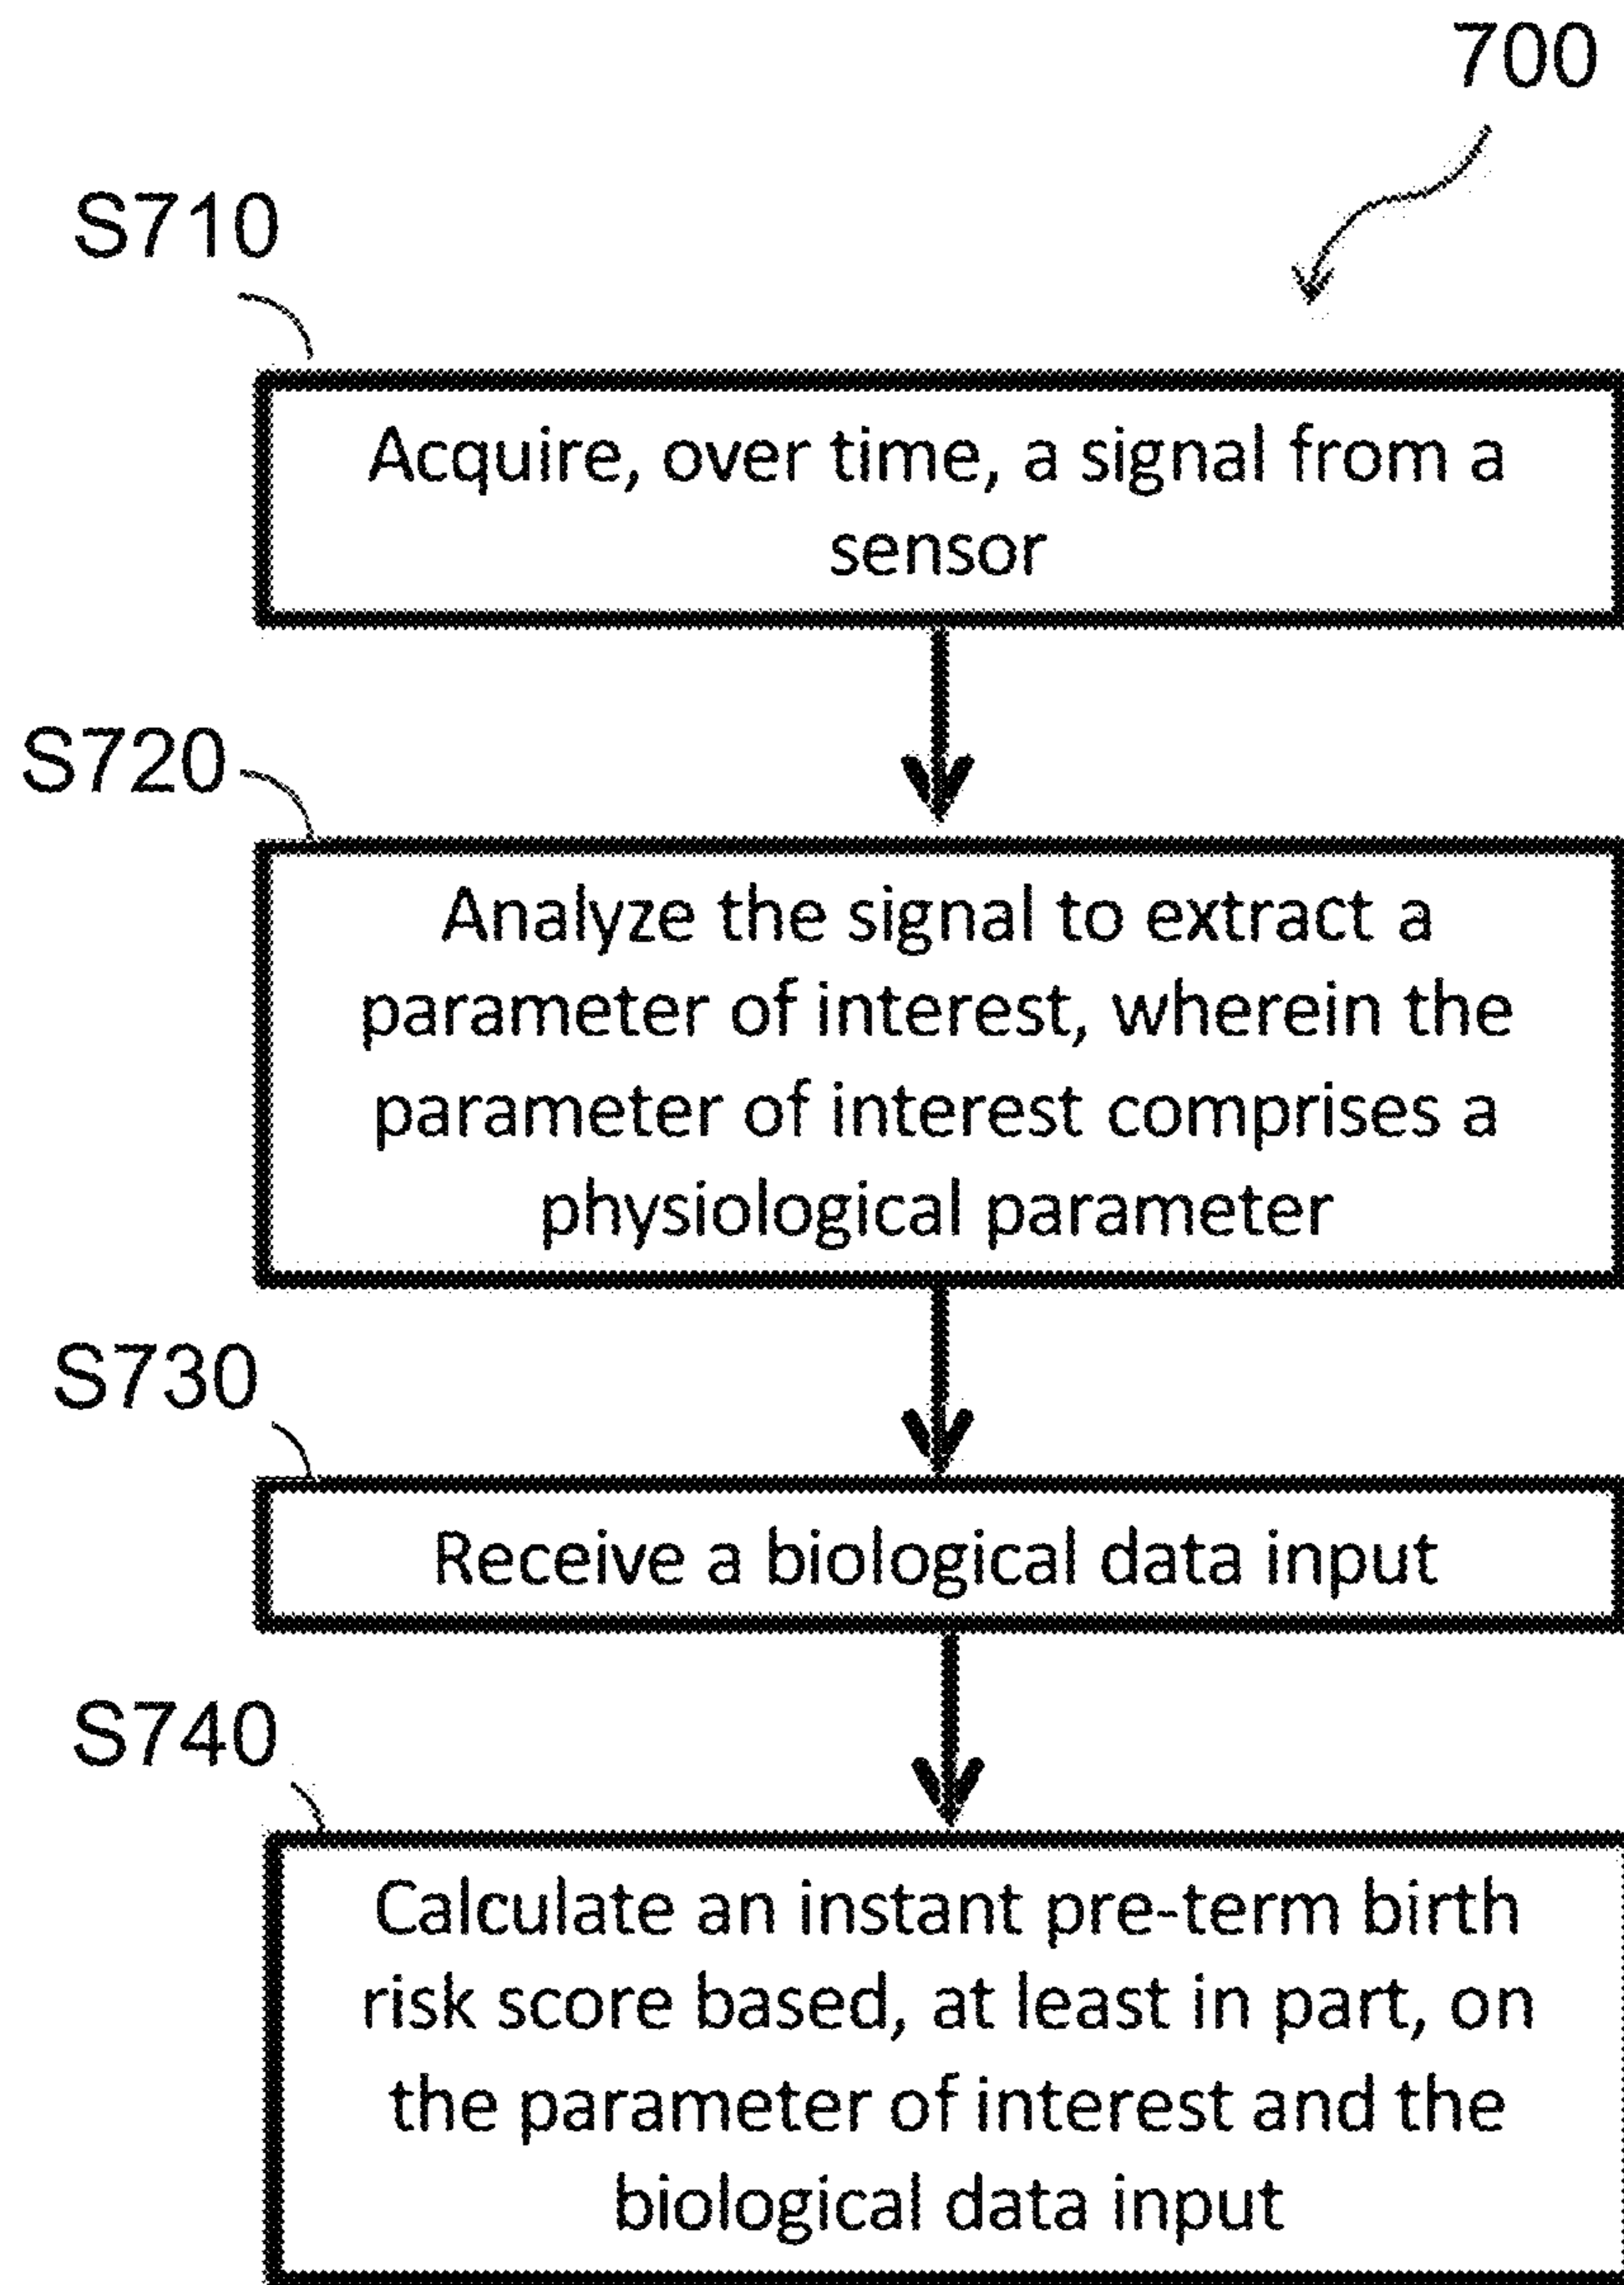 700
S710
Acquire, over time, a signal from a
sensor
S720
Analyze the signal to extract a
parameter of interest, wherein the
parameter of interest comprises a
physiological parameter
S730
Receive a biological data input
S740
Calculate an instant pre-term birth
risk score based, at least in part, on
the parameter of interest and the
biological data input